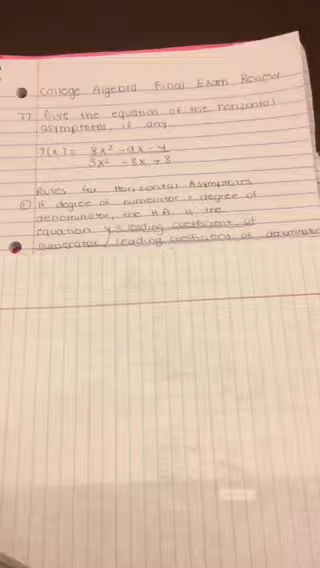 College Algebra Final Exam Review
77 Give the equation of the horizontal
asymptotes, if any
T(x) = 8x² - 9x - 4
3x² - 8x + 8
Rules for Horizontal Asymptotes
① If degree of numerator = degree of
denominator, the H.A. is the
equation y = leading coefficient of
numerator / leading coefficient of denominator